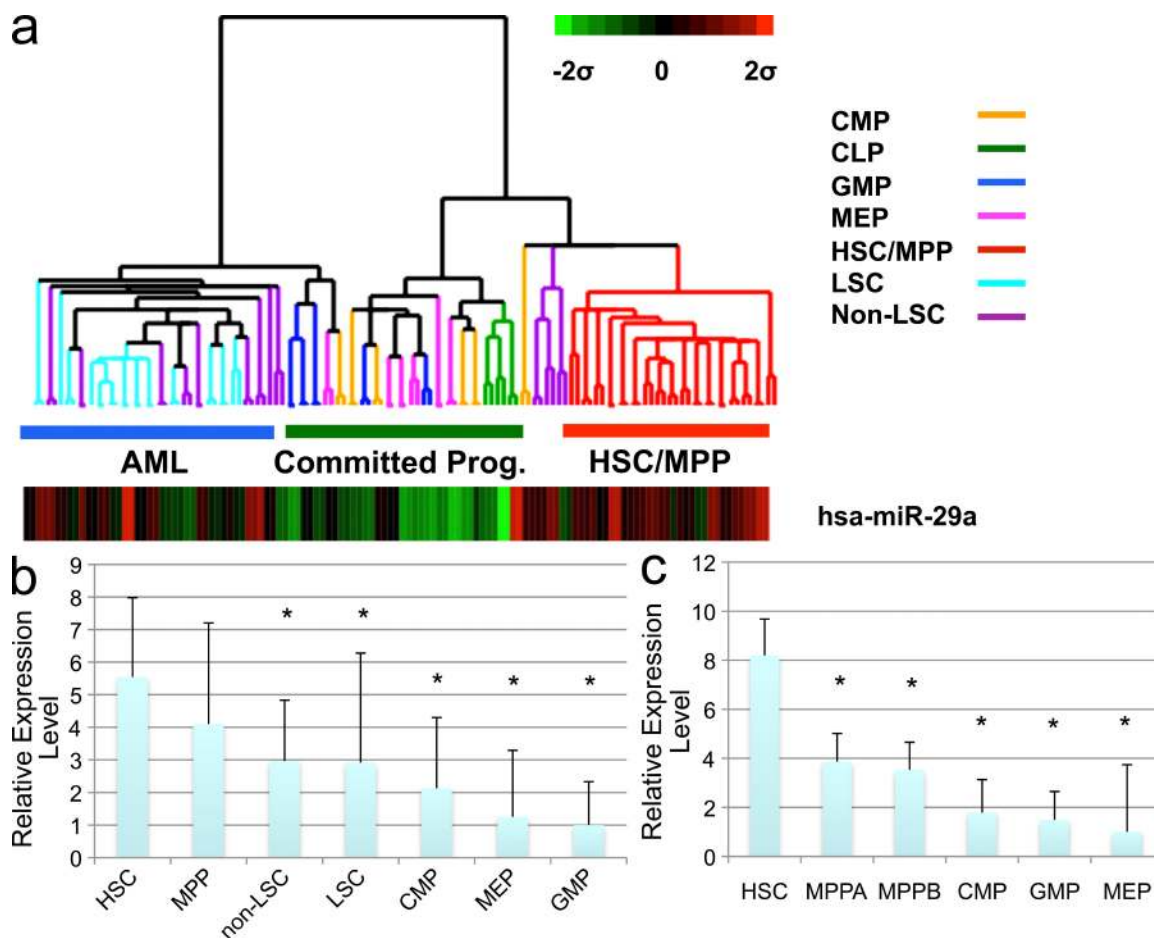 a
-2σ 0 2σ
CMP
CLP
GMP
MEP
HSC/MPP
LSC
Non-LSC
AML Committed Prog. HSC/MPP
hsa-miR-29a
b
Relative Expression
Level
9
8
7
6
5
4
3
2
1
0
* * * * *
HSC MPP non-LSC LSC CMP MEP GMP
c
Relative Expression
Level
12
10
8
6
4
2
0
* * * * *
HSC MPPA MPPB CMP GMP MEP